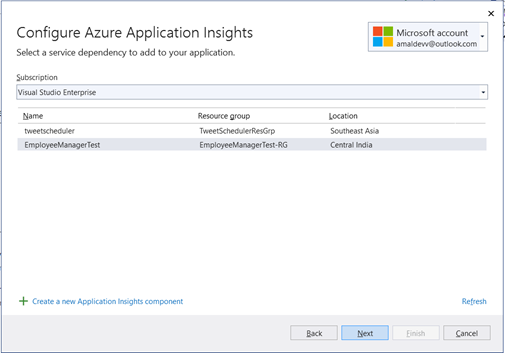 Configure Azure Application Insights
Select a service dependency to add to your application.
Microsoft account
amaldevv@outlook.com
Subscription
Visual Studio Enterprise
Name Resource group Location
tweetscheduler TweetSchedulerResGrp Southeast Asia
EmployeeManagerTest EmployeeManagerTest-RG Central India
Create a new Application Insights component Refresh
Back Next Finish Cancel